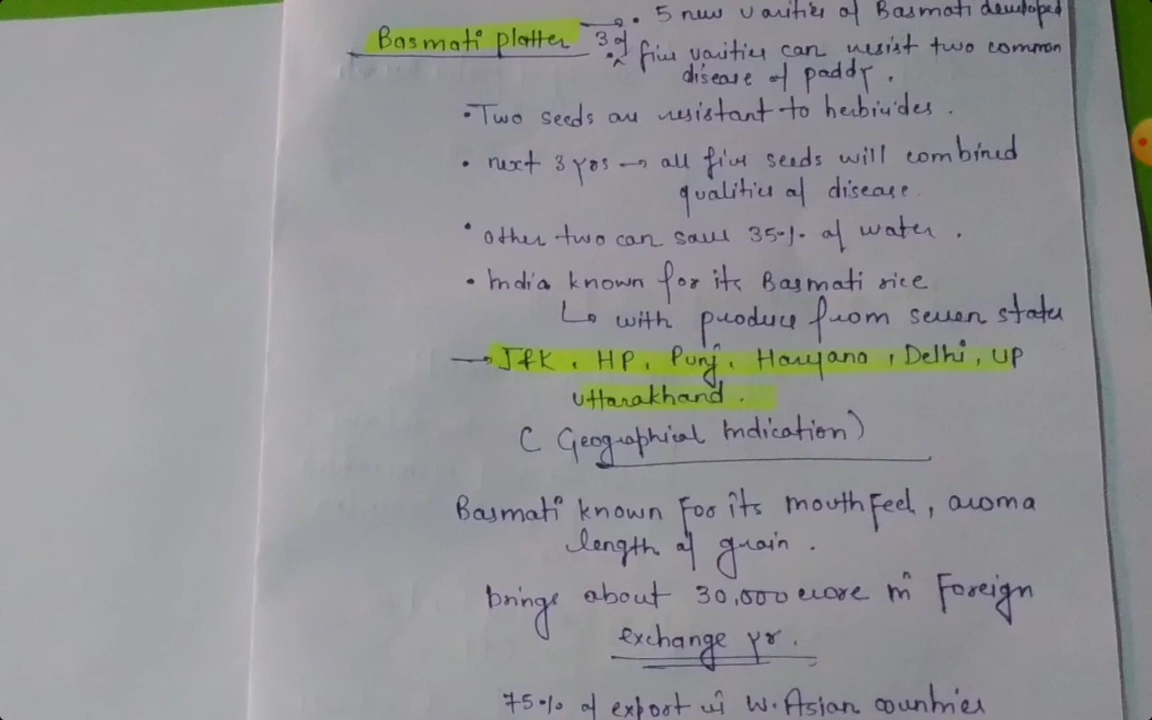 Basmati platter → • 5 new varities of Basmati developed
3 of
• five varities can resist two common
disease of paddy.
• Two seeds are resistant to herbicides.
• next 3 yrs → all five seeds will combined
qualities of disease.
• other two can save 35% of water.
• India known for its Basmati rice
↳ with produce from seven states
→ J&K, HP, Punj, Haryana, Delhi, UP
Uttarakhand.
( Geographical Indication)
Basmati known For its mouthfeel, aroma
length of grain.
brings about 30,000 crore in Foreign
exchange yr.
75% of export in W. Asian countries